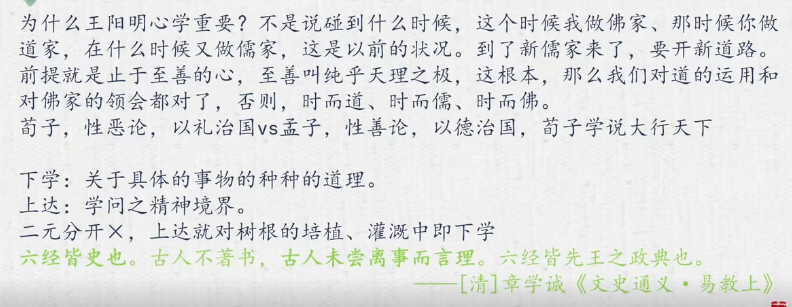 为什么王阳明心学重要？不是说碰到什么时候，这个时候我做佛家、那时候你做
道家，在什么时候又做儒家，这是以前的状况。到了新儒家来了，要开新道路。
前提就是止于至善的心，至善叫纯乎天理之极，这根本，那么我们对道的运用和
对佛家的领会都对了，否则，时而道、时而儒、时而佛。
荀子，性恶论，以礼治国vs孟子，性善论，以德治国，荀子学说大行天下
下学：关于具体的事物的种种的道理。
上达：学问之精神境界。
二元分开×，上达就对树根的培植、灌溉中即下学
六经皆史也。古人不著书，古人未尝离事而言理。六经皆先王之政典也。
——[清]章学诚《文史通义·易教上》